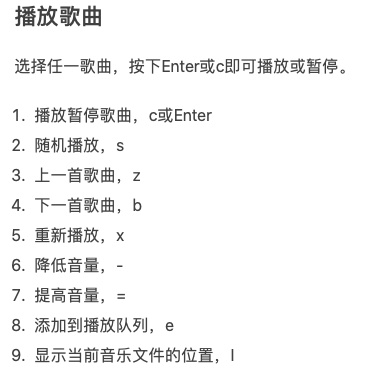 播放歌曲
选择任一歌曲，按下Enter或c即可播放或暂停。
1. 播放暂停歌曲，c或Enter
2. 随机播放，s
3. 上一首歌曲，z
4. 下一首歌曲，b
5. 重新播放，x
6. 降低音量，-
7. 提高音量，=
8. 添加到播放队列，e
9. 显示当前音乐文件的位置，l